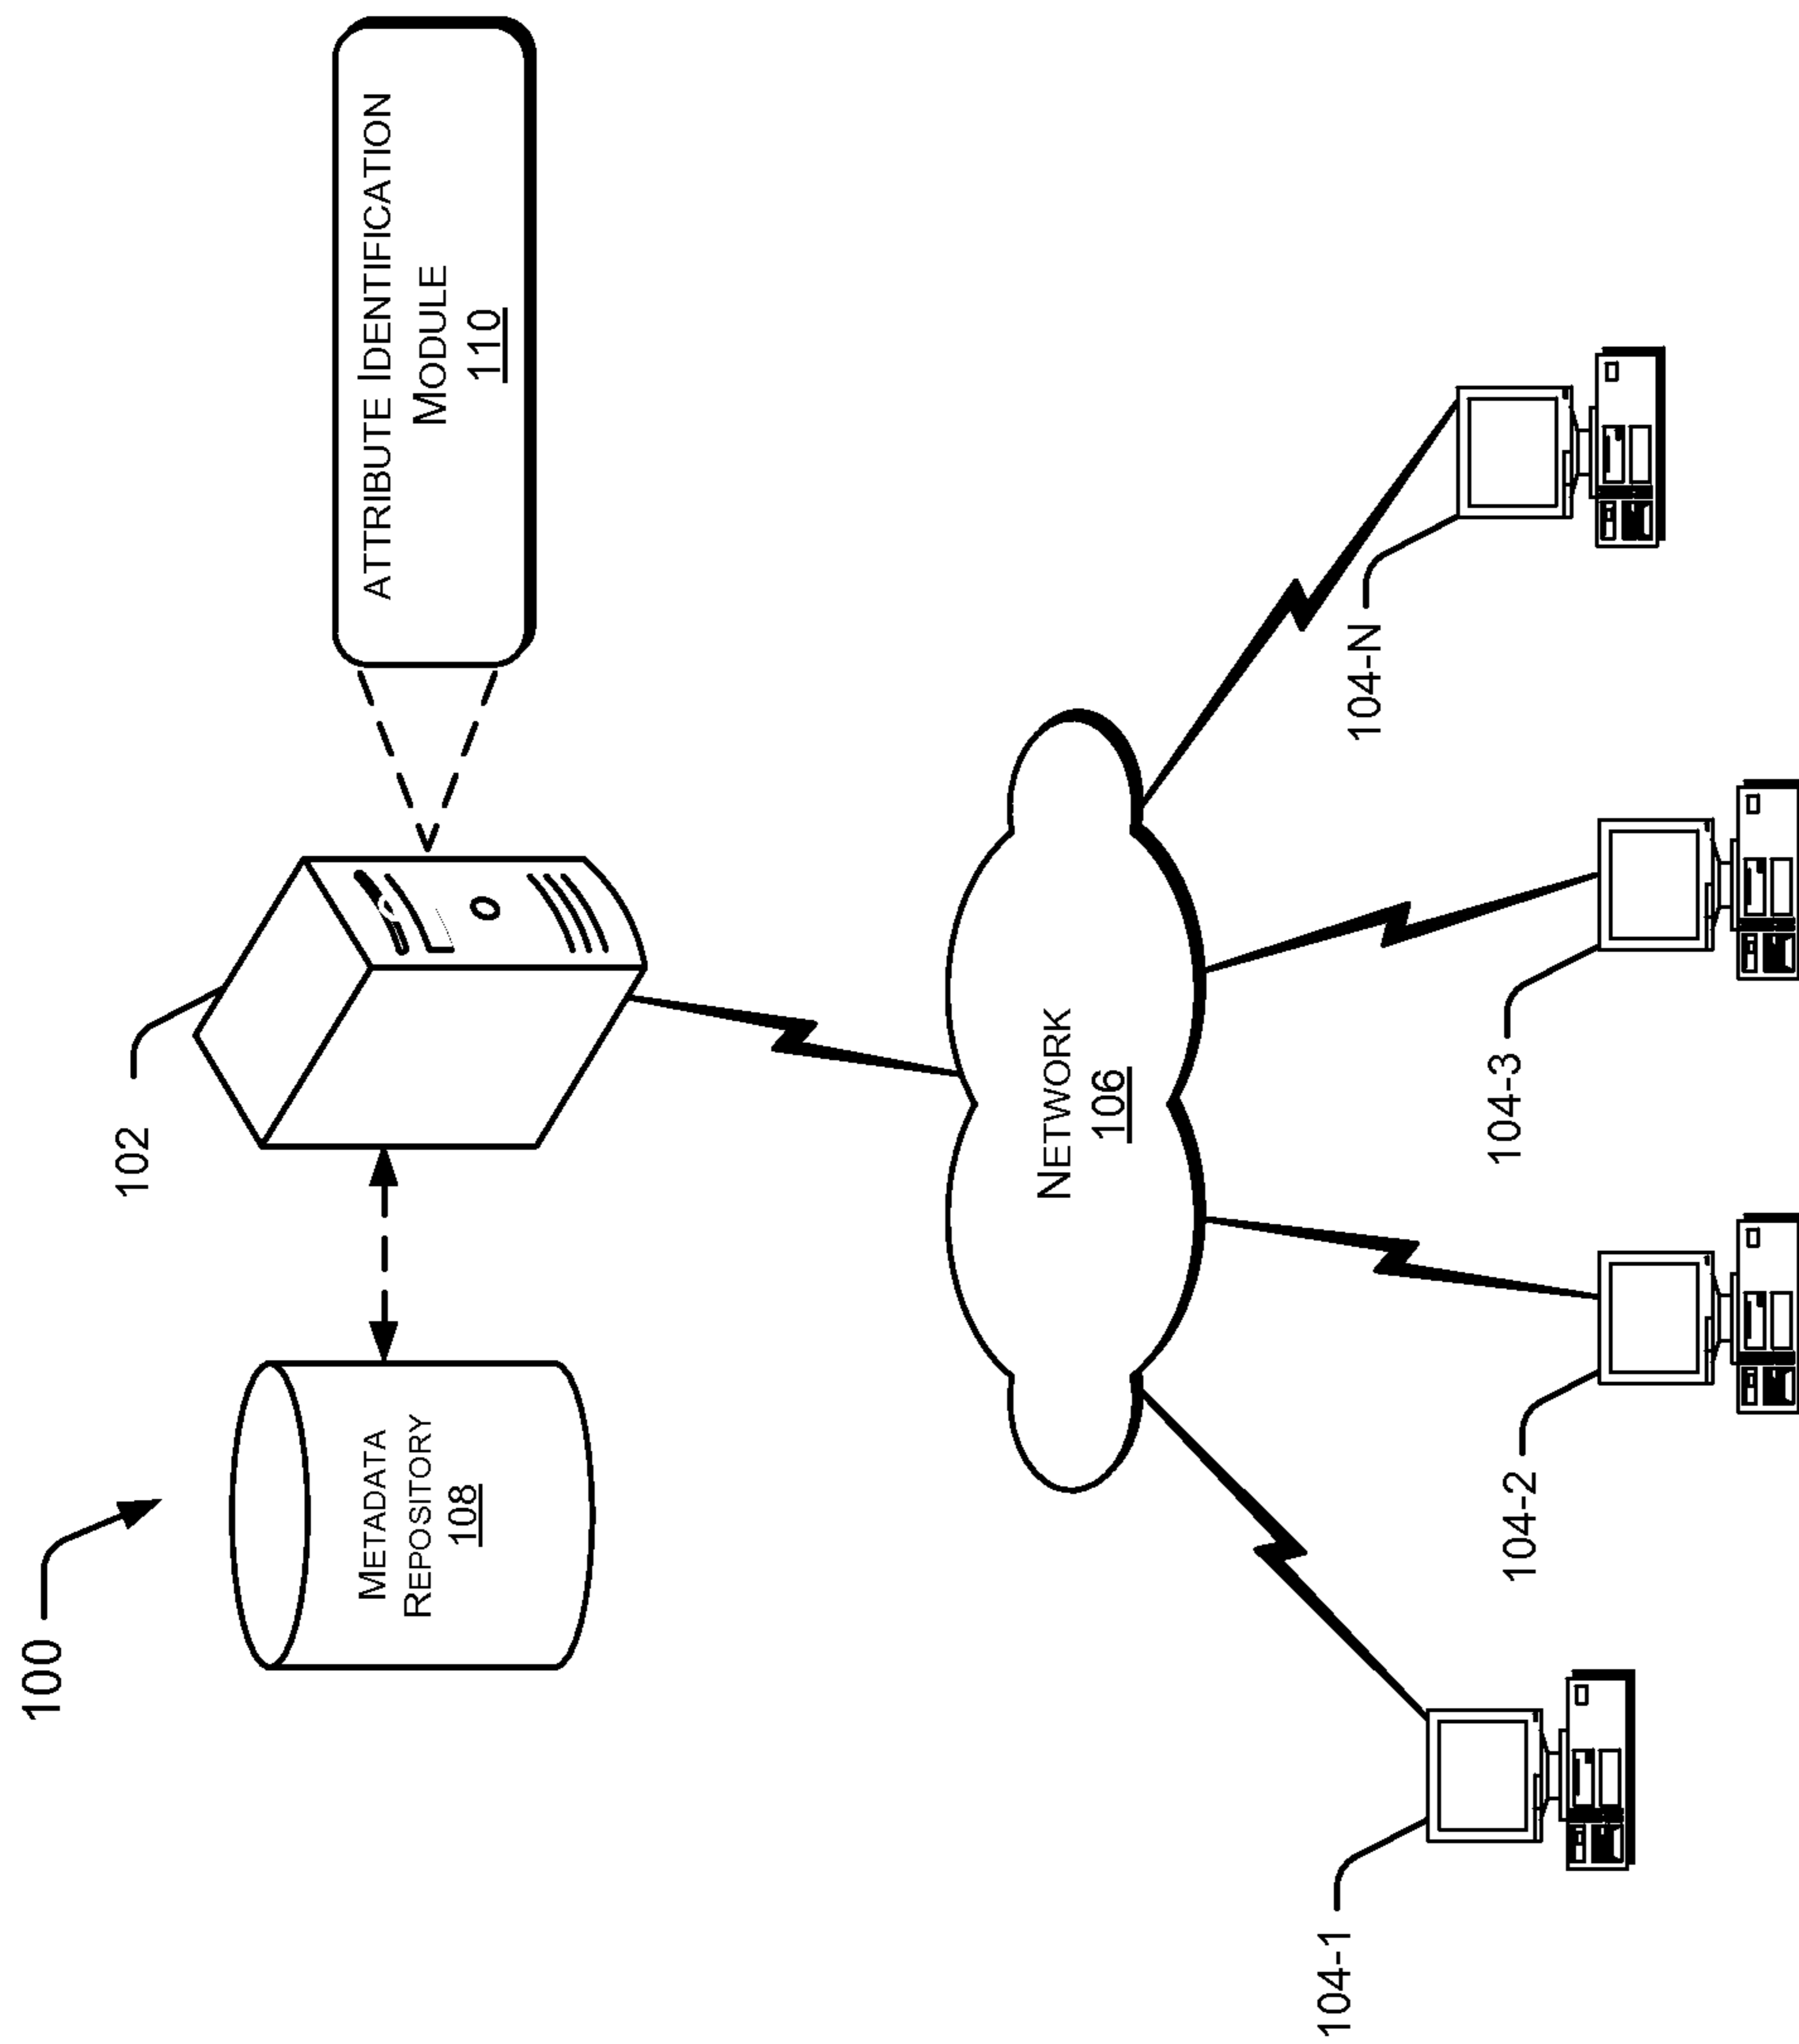 100
102
METADATA
REPOSITORY
108
ATTRIBUTE IDENTIFICATION
MODULE
110
NETWORK
106
104-1
104-2
104-3
104-N